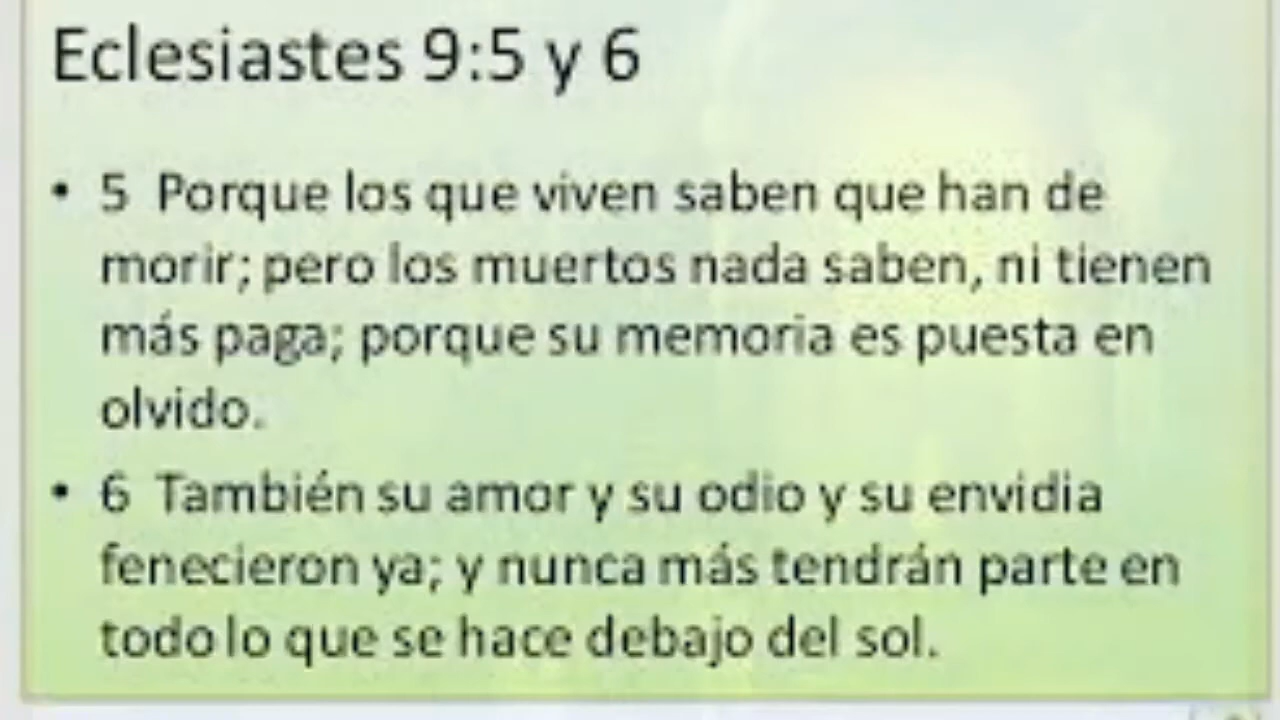 Eclesiastes 9:5 y 6
• 5 Porque los que viven saben que han de
morir; pero los muertos nada saben, ni tienen
más paga; porque su memoria es puesta en
olvido.
• 6 También su amor y su odio y su envidia
fenecieron ya; y nunca más tendrán parte en
todo lo que se hace debajo del sol.